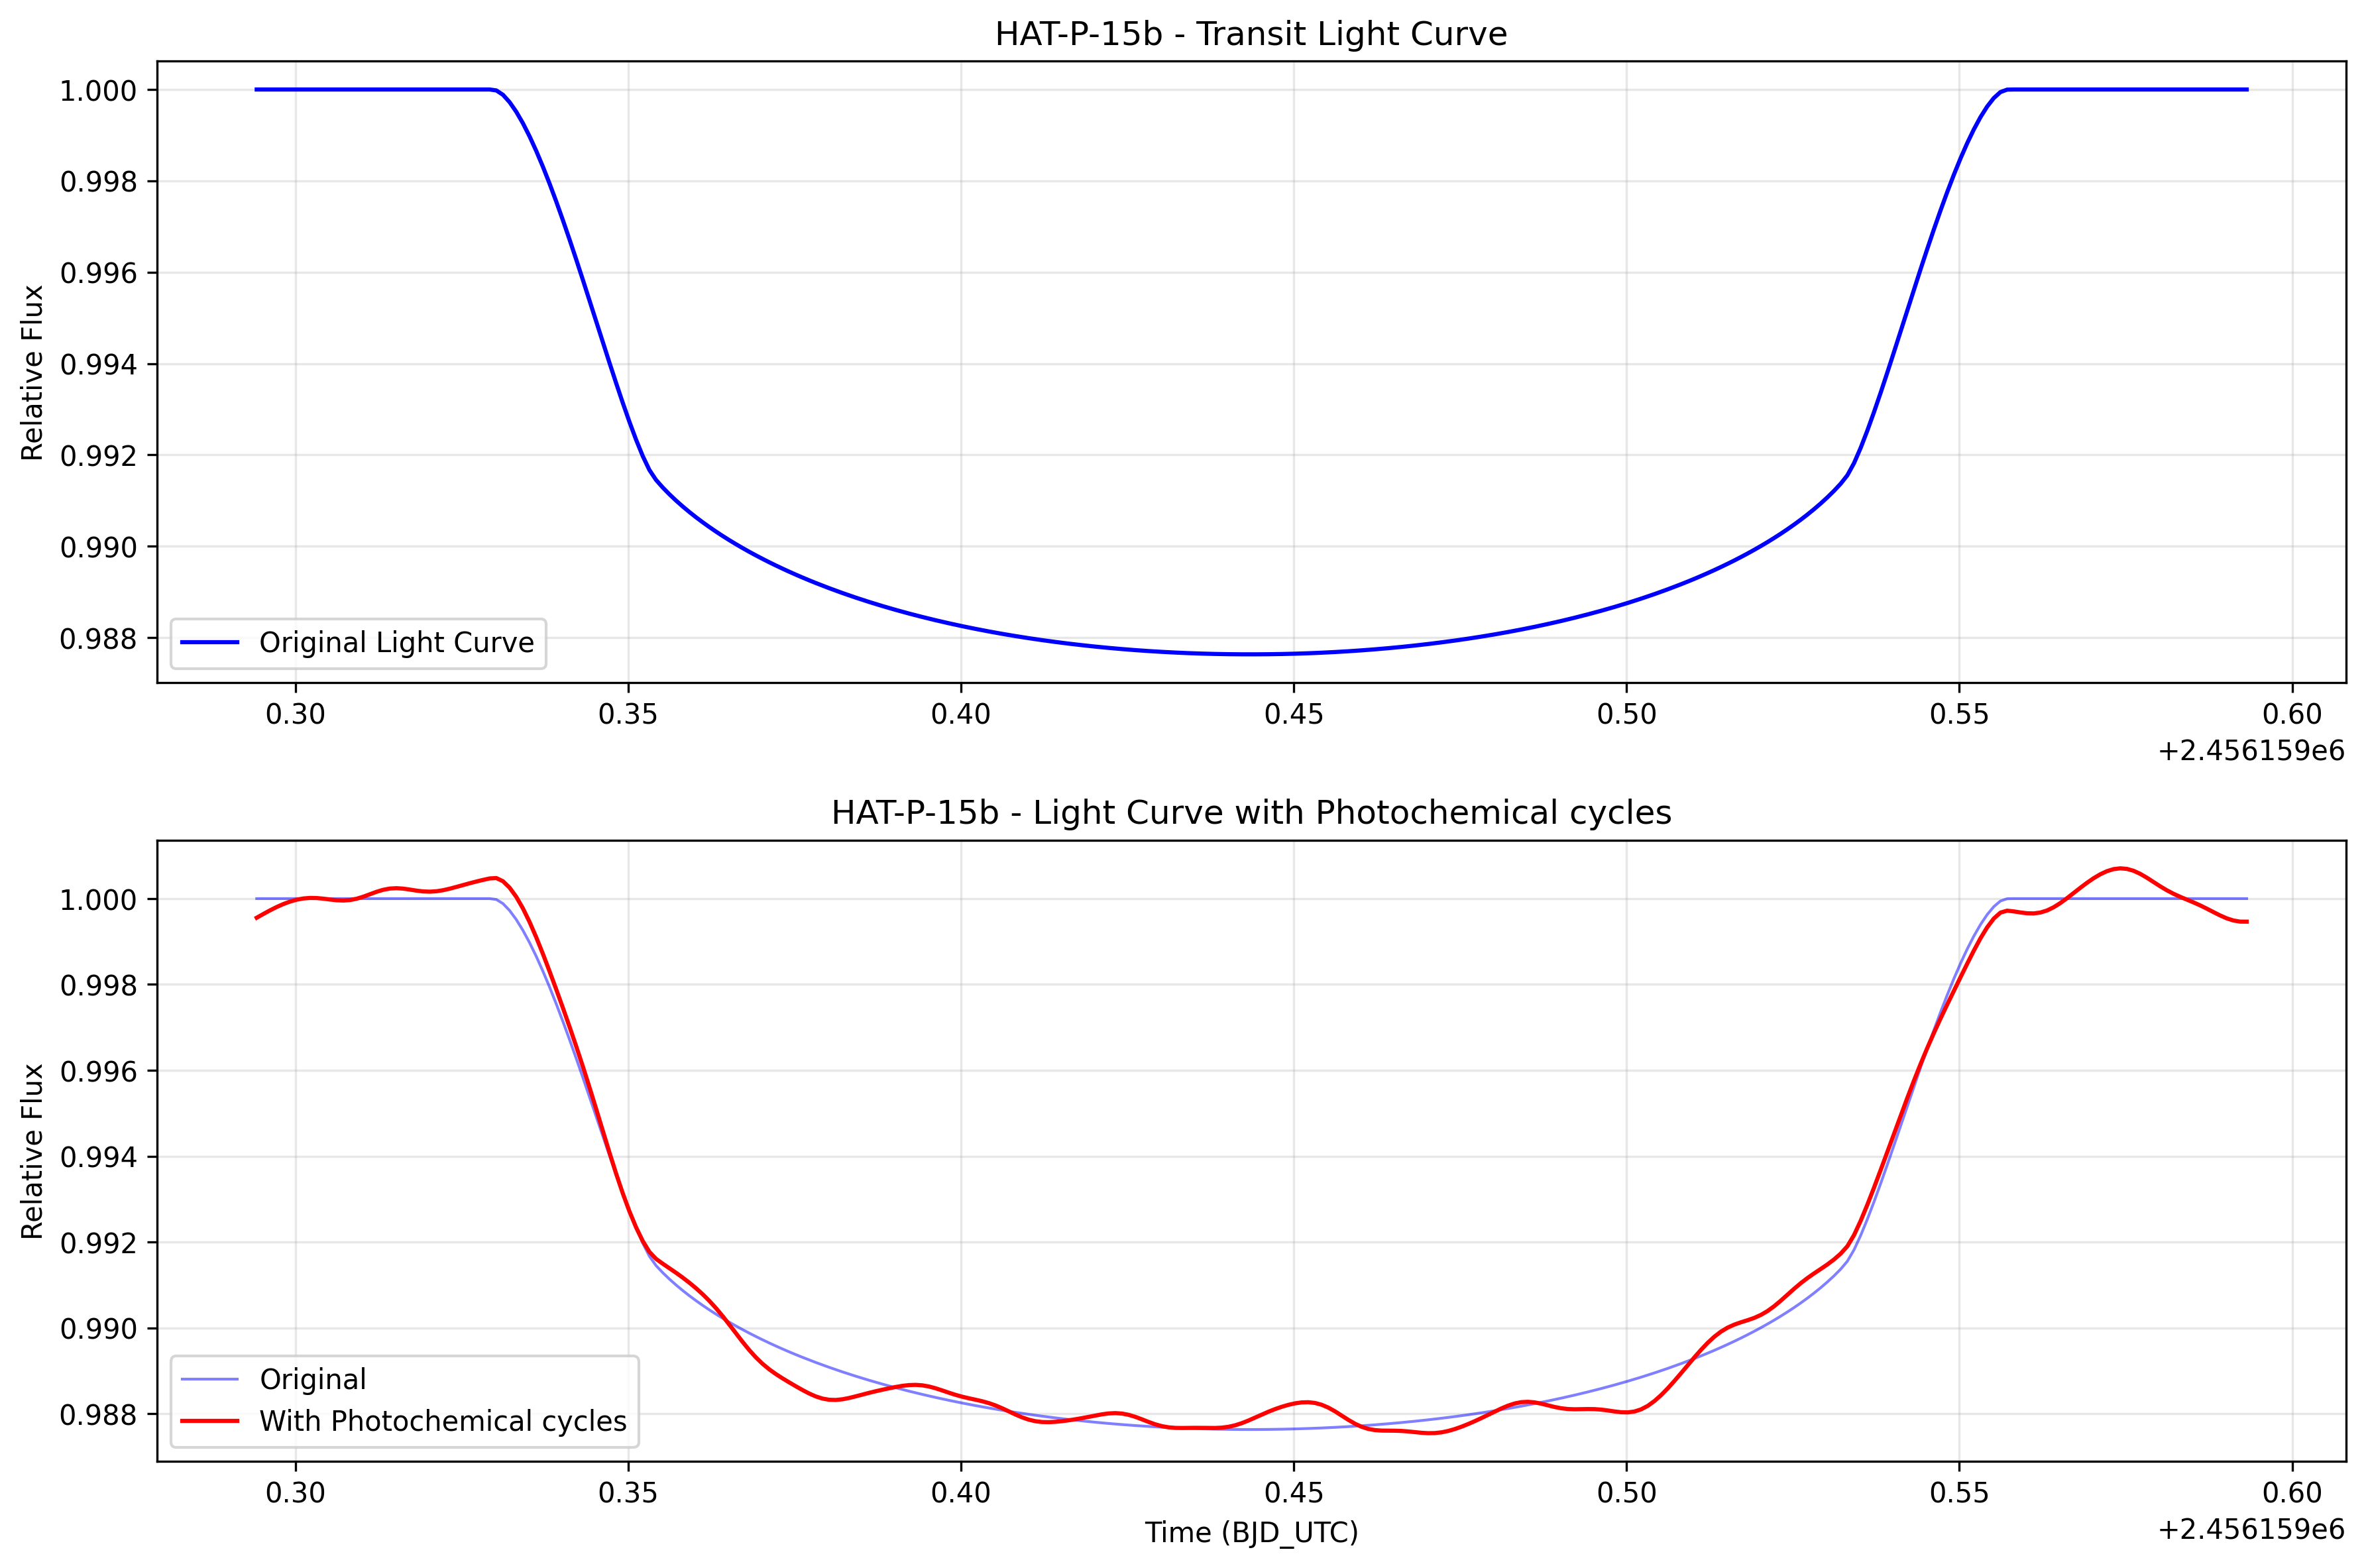 HAT-P-15b - Transit Light Curve
Relative Flux
1.000
0.998
0.996
0.994
0.992
0.990
0.988
Original Light Curve
0.30 0.35 0.40 0.45 0.50 0.55 0.60
+2.456159e6
HAT-P-15b - Light Curve with Photochemical cycles
Relative Flux
1.000
0.998
0.996
0.994
0.992
0.990
0.988
Original
With Photochemical cycles
0.30 0.35 0.40 0.45 0.50 0.55 0.60
Time (BJD_UTC)
+2.456159e6